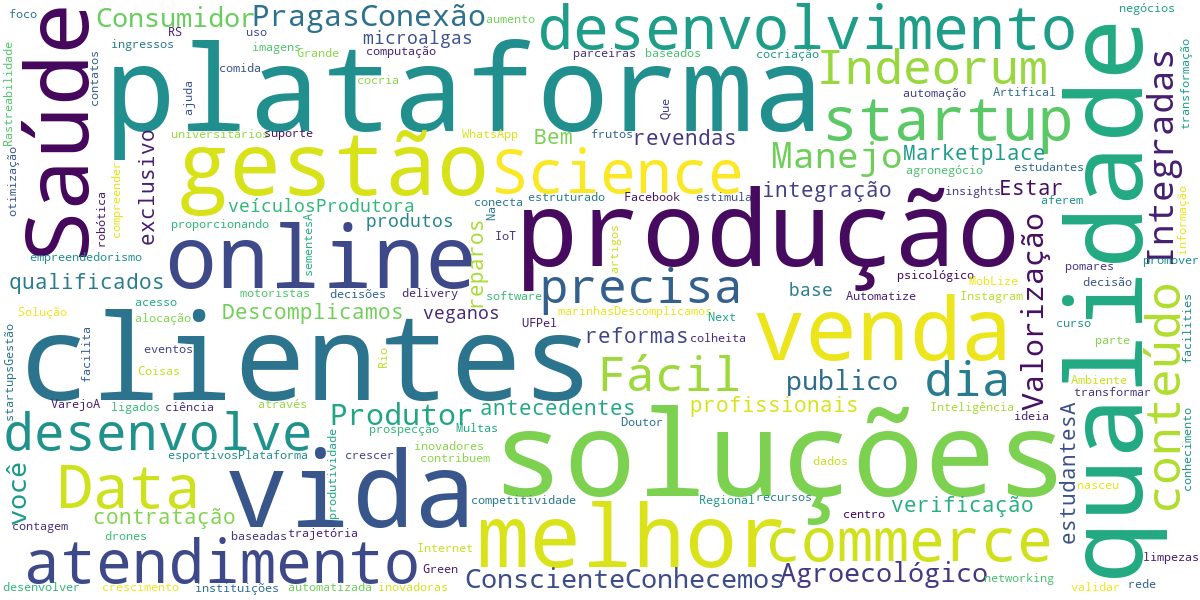 foco
Consumidor
PragasConexão
aumento
desenvolvimento
negócios
RS
uso
microalgas
ingressos
imagens
Grande
computação
parceiras
baseados
cocriação
Indeorum
Saúde
contatos
Rastreabilidade
plataforma
comida
cocria
ajuda
automação
Artifical
startup
qualidade
Integradas
transformação
Que
universitários
suporte
WhatsApp
Bem
frutos
revendas
Manejo
Marketplace
estudantes
agronegócio
otimização
robótica
compreender
exclusivo
gestão
Science
integração
insights
Estar
aferem
veículosProdutora
conecta
estruturado
Facebook
estimula
Na
produtos
proporcionando
sementesA
online
reparos
IoT
artigos
produção
Valorização
informação
empreendedorismo
qualificados
motoristas
decisões
delivery
software
precisa
base
psicológico
Automatize
MobLize
Instagram
pomares
decisão
promover
acesso
alocação
Solução
Descomplicamos
veganos
UFPel
marinhasDescomplicamos
Next
venda
curso
conteúdo
facilities
startupsGestão
facilita
eventos
Coisas
Rio
clientes
reformas
colheita
Fácil
publico
dia
parte
Ambiente
transformar
VarejoA
ligados
ciência
através
Produtor
antecedentes
profissionais
Inteligência
ideia
estudantesA
desenvolve
prospecção
Multas
Doutor
soluções
inovadores
contribuem
esportivosPlataforma
crescer
produtividade
dados
você
Data
vida
nasceu
conhecimento
competitividade
Regional
recursos
verificação
contratação
contagem
drones
baseadas
trajetória
centro
melhor
commerce
atendimento
Internet
Green
limpezas
ConscienteConhecemos
Agroecológico
networking
desenvolver
crescimento
instituições
automatizada
inovadoras
validar
rede